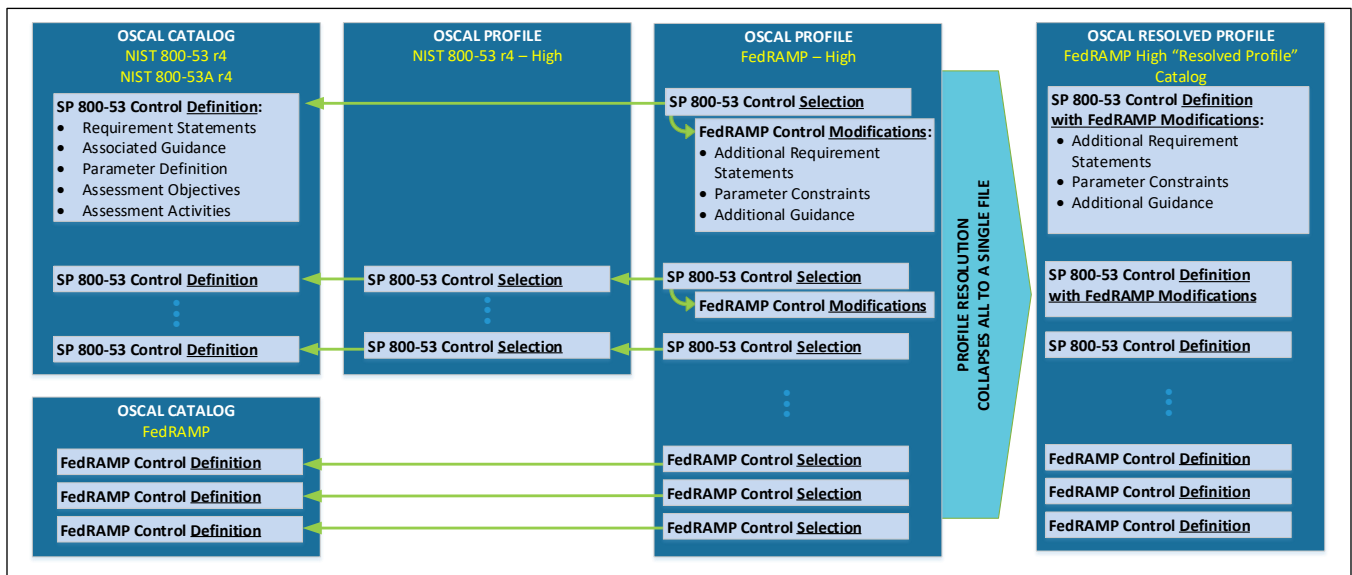 OSCAL CATALOG
NIST 800-53 r4
NIST 800-53A r4
SP 800-53 Control Definition:
• Requirement Statements
• Associated Guidance
• Parameter Definition
• Assessment Objectives
• Assessment Activities
SP 800-53 Control Definition
SP 800-53 Control Definition
OSCAL CATALOG
FedRAMP
FedRAMP Control Definition
FedRAMP Control Definition
FedRAMP Control Definition
OSCAL PROFILE
NIST 800-53 r4 – High
SP 800-53 Control Selection
SP 800-53 Control Selection
OSCAL PROFILE
FedRAMP – High
SP 800-53 Control Selection
FedRAMP Control Modifications:
• Additional Requirement
Statements
• Parameter Constraints
• Additional Guidance
SP 800-53 Control Selection
FedRAMP Control Modifications
SP 800-53 Control Selection
FedRAMP Control Selection
FedRAMP Control Selection
FedRAMP Control Selection
PROFILE RESOLUTION
COLLAPSES ALL TO A SINGLE FILE
OSCAL RESOLVED PROFILE
FedRAMP High “Resolved Profile”
Catalog
SP 800-53 Control Definition
with FedRAMP Modifications:
• Additional Requirement
Statements
• Parameter Constraints
• Additional Guidance
SP 800-53 Control Definition
with FedRAMP Modifications
SP 800-53 Control Definition
FedRAMP Control Definition
FedRAMP Control Definition
FedRAMP Control Definition